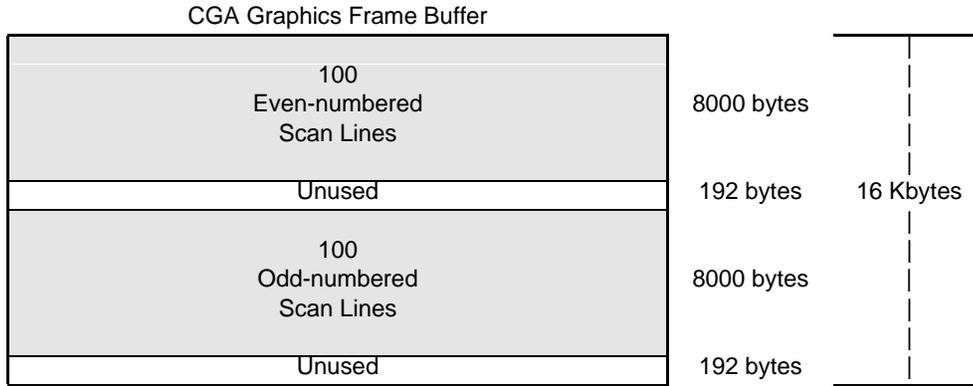 CGA Graphics Frame Buffer
100
Even-numbered
Scan Lines
8000 bytes
Unused
192 bytes
16 Kbytes
100
Odd-numbered
Scan Lines
8000 bytes
Unused
192 bytes